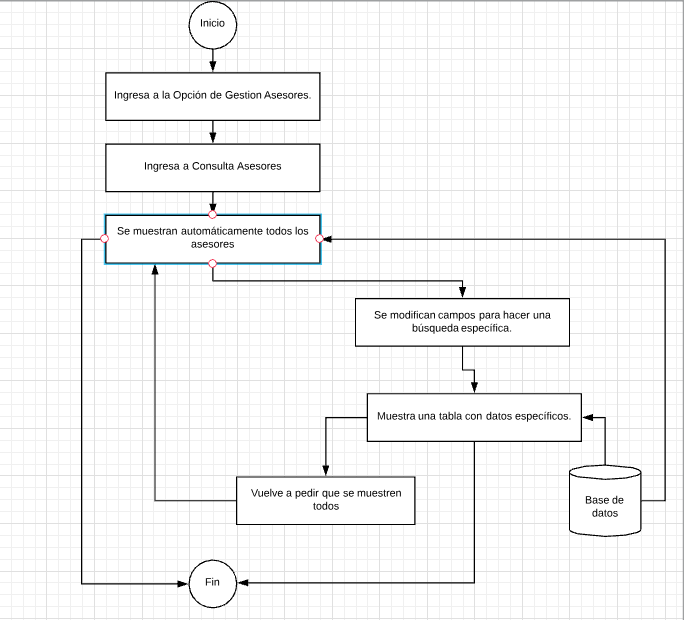 Inicio
Ingresa a la Opción de Gestion Asesores.
Ingresa a Consulta Asesores
Se muestran automáticamente todos los
asesores
Se modifican campos para hacer una
búsqueda específica.
Muestra una tabla con datos específicos.
Vuelve a pedir que se muestren
todos
Base de
datos
Fin